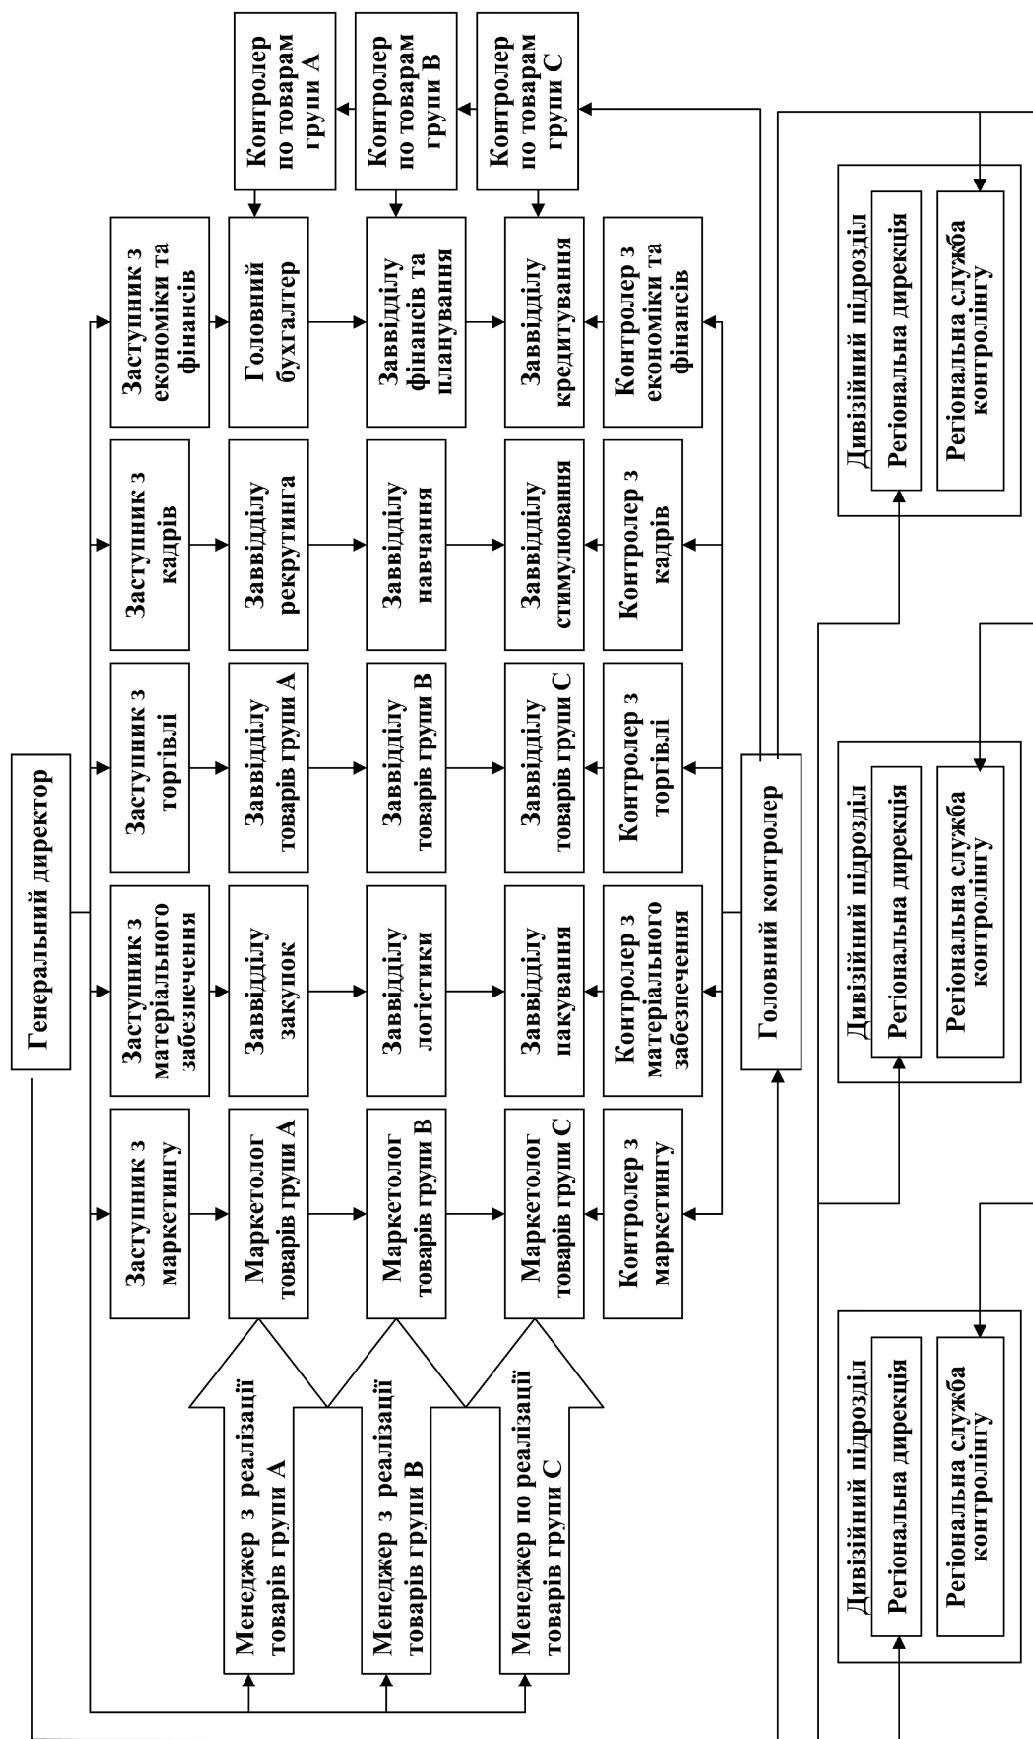 Генеральний директор
Заступник з
маркетингу
Заступник з
матеріального
забезпечення
Заступник з
торгівлі
Заступник з
кадрів
Заступник з
економіки та
фінансів
Менеджер з реалізації
товарів групи А
Маркетолог
товарів групи А
Заввідділу
закупок
Заввідділу
товарів групи А
Заввідділу
рекрутинга
Головний
бухгалтер
Контролер
по товарам
групи А
Менеджер з реалізації
товарів групи В
Маркетолог
товарів групи В
Заввідділу
логістики
Заввідділу
товарів групи В
Заввідділу
навчання
Заввідділу
фінансів та
планування
Контролер
по товарам
групи В
Менеджер по реалізації
товарів групи С
Маркетолог
товарів групи С
Заввідділу
пакування
Заввідділу
товарів групи С
Заввідділу
стимулювання
Заввідділу
кредитування
Контролер
по товарам
групи С
Контролер з
маркетингу
Контролер з
матеріального
забезпечення
Контролер з
торгівлі
Контролер з
кадрів
Контролер з
економіки та
фінансів
Головний контролер
Дивізійний підрозділ
Регіональна дирекція
Регіональна служба
контролінгу
Дивізійний підрозділ
Регіональна дирекція
Регіональна служба
контролінгу
Дивізійний підрозділ
Регіональна дирекція
Регіональна служба
контролінгу